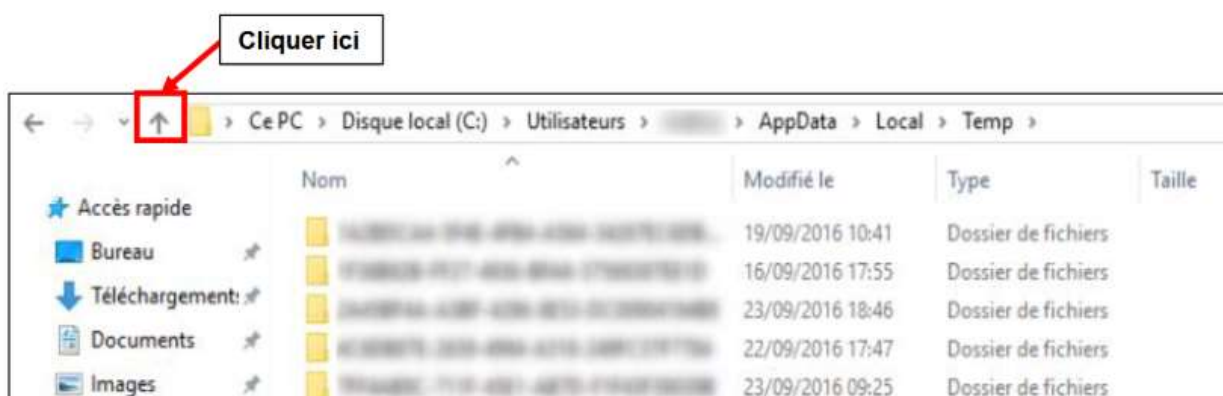 Cliquer ici
Ce PC > Disque local (C:) > Utilisateurs > > AppData > Local > Temp >
Nom Modifié le Type Taille
Accès rapide
19/09/2016 10:41 Dossier de fichiers
Bureau
16/09/2016 17:55 Dossier de fichiers
Téléchargement
23/09/2016 18:46 Dossier de fichiers
Documents
22/09/2016 17:47 Dossier de fichiers
Images
23/09/2016 09:25 Dossier de fichiers